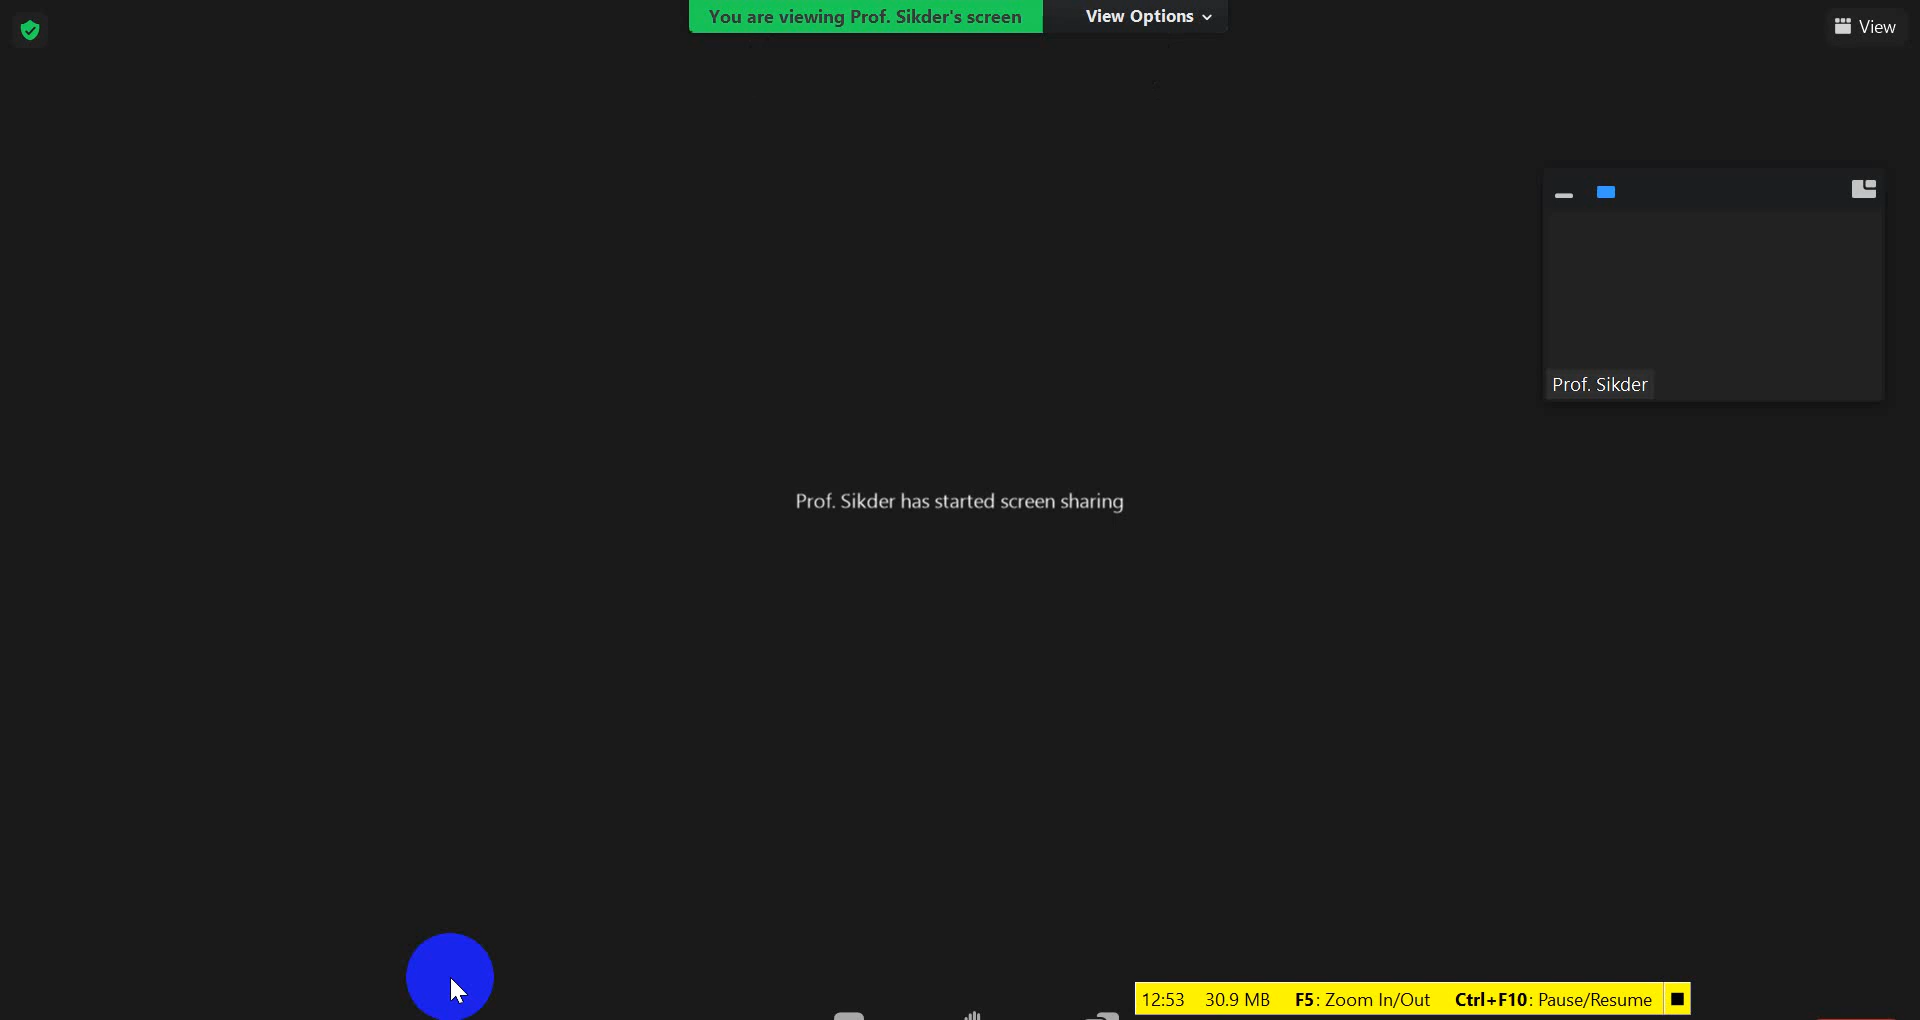 You are viewing Prof. Sikder's screen
View Options
View
Prof. Sikder
Prof. Sikder has started screen sharing
12:53 30.9 MB F5: Zoom In/Out Ctrl+F10: Pause/Resume